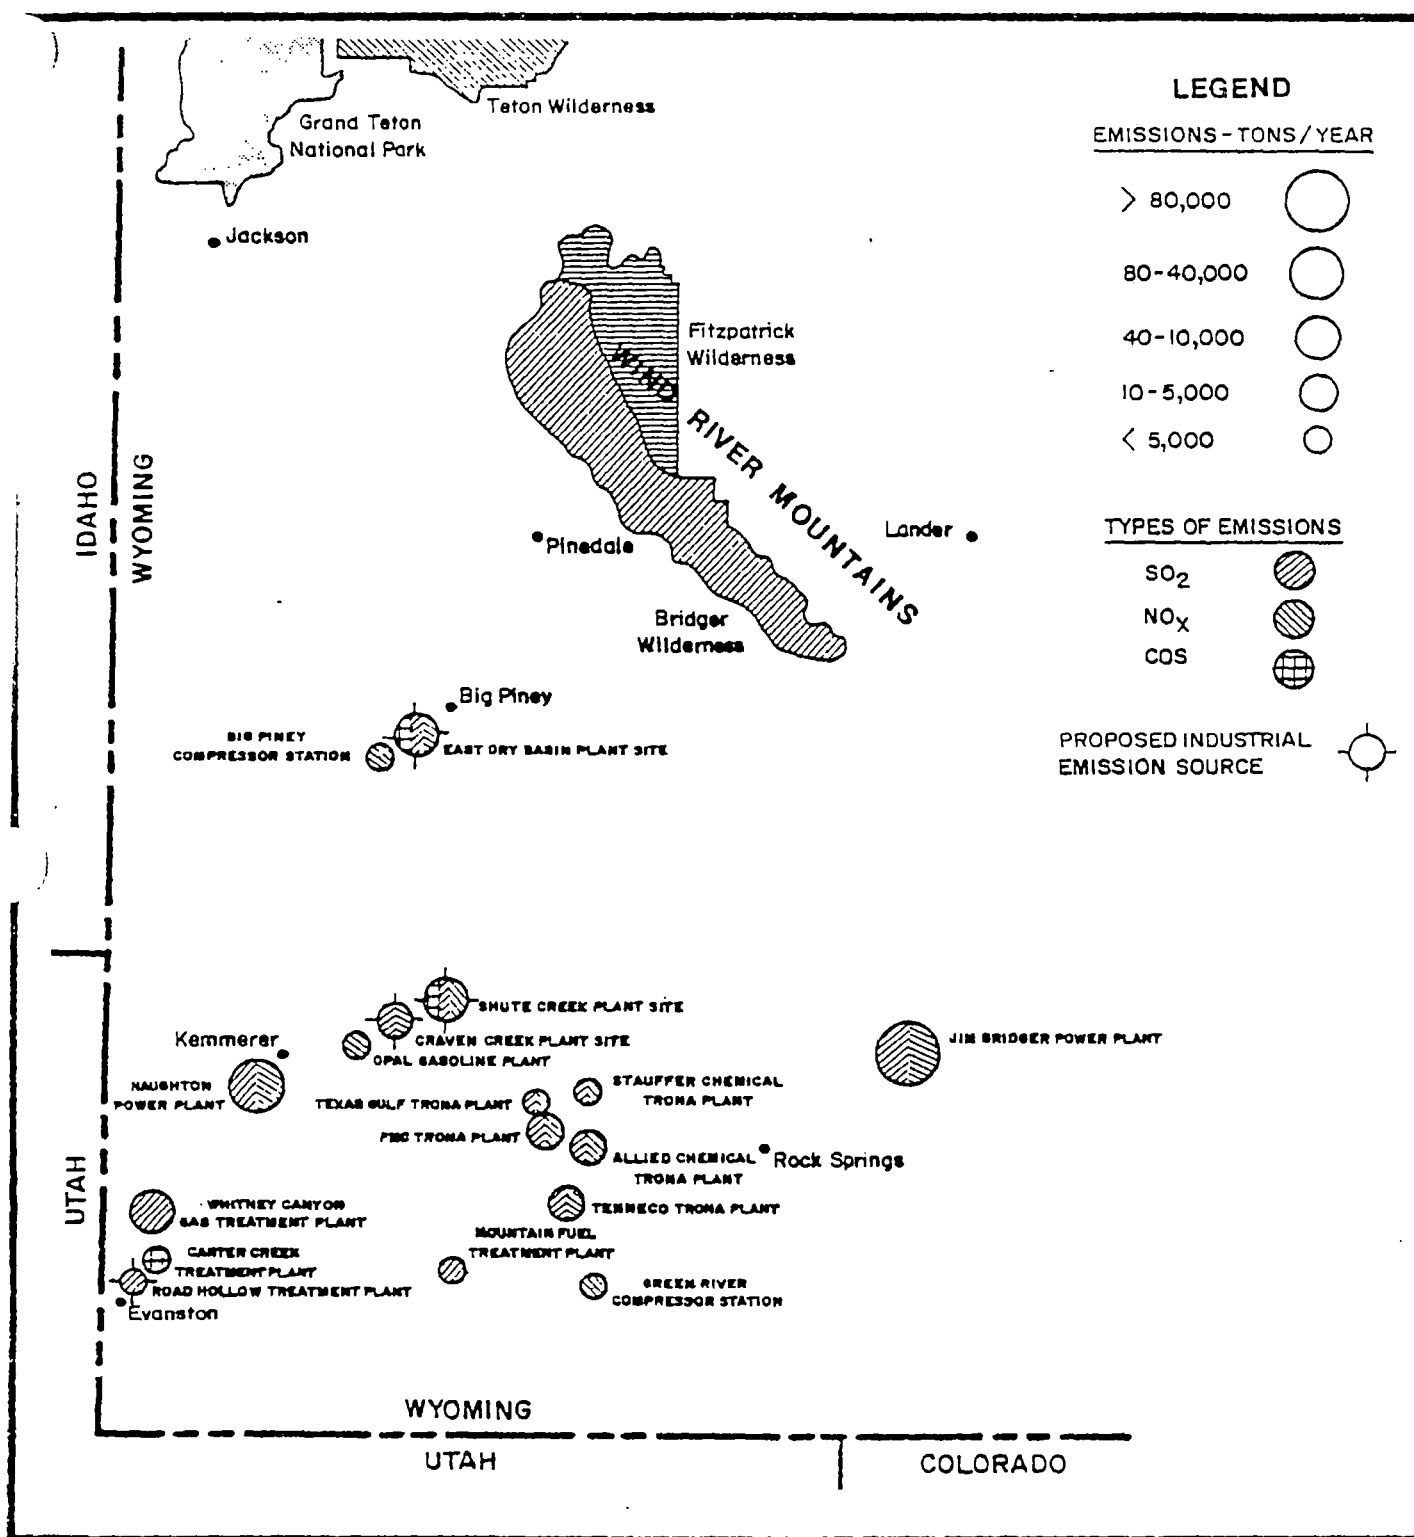 Teton Wilderness
Grand Teton
National Park
Jackson
LEGEND
EMISSIONS - TONS / YEAR
> 80,000
80-40,000
40-10,000
10-5,000
< 5,000
TYPES OF EMISSIONS
SO2
NOX
COS
PROPOSED INDUSTRIAL
EMISSION SOURCE
Fitzpatrick
Wilderness
WIND RIVER MOUNTAINS
IDAHO
WYOMING
Pinedale
Lander
Bridger
Wilderness
Big Piney
BIG PINEY
COMPRESSOR STATION
EAST DRY BASIN PLANT SITE
SHUTE CREEK PLANT SITE
CRAVEN CREEK PLANT SITE
OPAL GASOLINE PLANT
Kemmerer
NAUGHTON
POWER PLANT
JIM BRIDGER POWER PLANT
STAUFFER CHEMICAL
TRONA PLANT
TEXAS GULF TRONA PLANT
FMC TRONA PLANT
ALLIED CHEMICAL
TRONA PLANT
Rock Springs
UTAH
WHITNEY CANYON
GAS TREATMENT PLANT
TENNECO TRONA PLANT
MOUNTAIN FUEL
TREATMENT PLANT
CARTER CREEK
TREATMENT PLANT
ROAD HOLLOW TREATMENT PLANT
GREEN RIVER
COMPRESSOR STATION
Evanston
WYOMING
UTAH
COLORADO